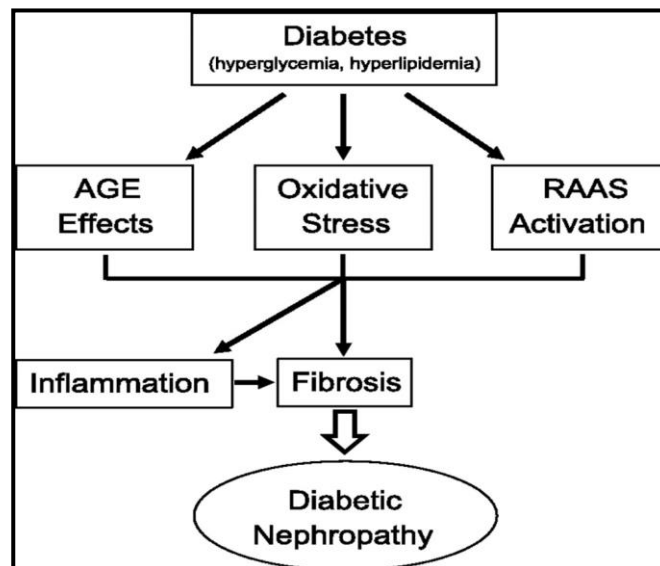 Diabetes
(hyperglycemia, hyperlipidemia)
AGE
Effects
Oxidative
Stress
RAAS
Activation
Inflammation
Fibrosis
Diabetic
Nephropathy